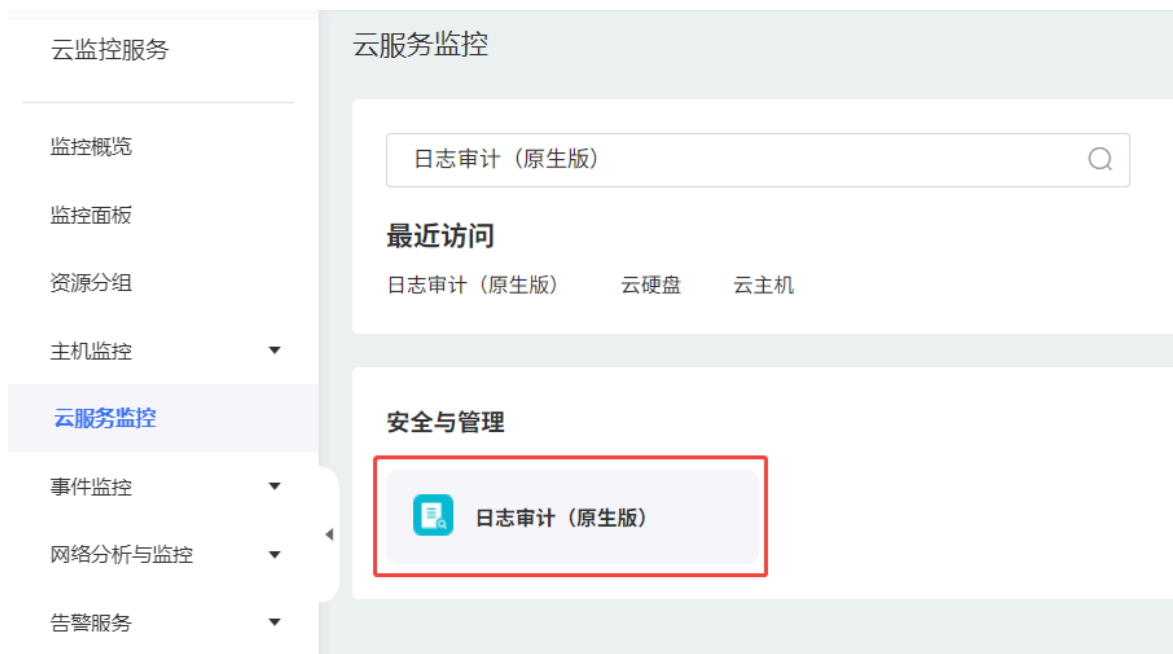 云监控服务
监控概览
监控面板
资源分组
主机监控
云服务监控
事件监控
网络分析与监控
告警服务
云服务监控
日志审计（原生版）
最近访问
日志审计（原生版） 云硬盘 云主机
安全与管理
日志审计（原生版）